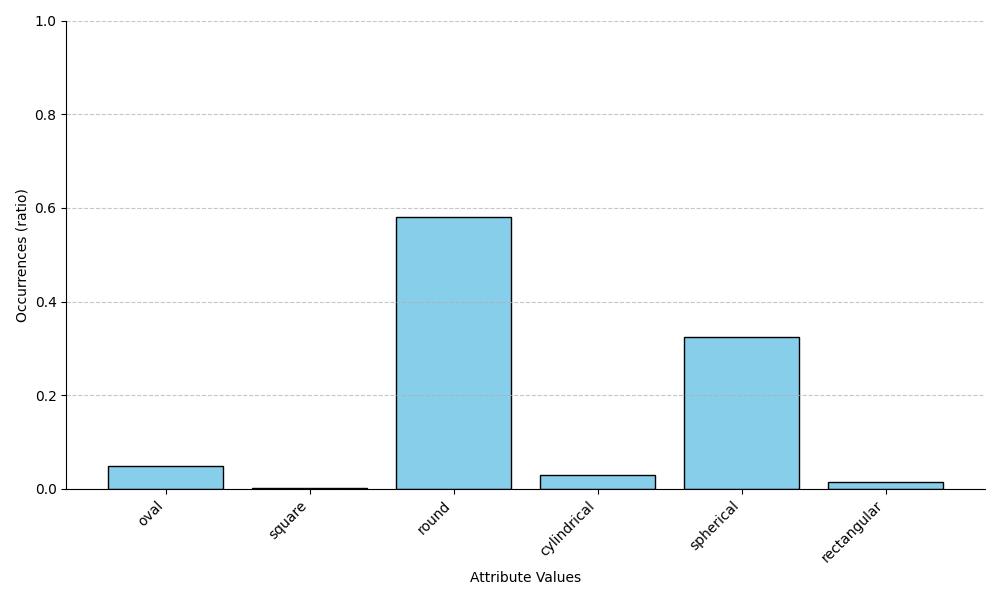 1.0
0.8
0.6
0.4
0.2
0.0
Occurrences (ratio)
oval
square
round
cylindrical
spherical
rectangular
Attribute Values